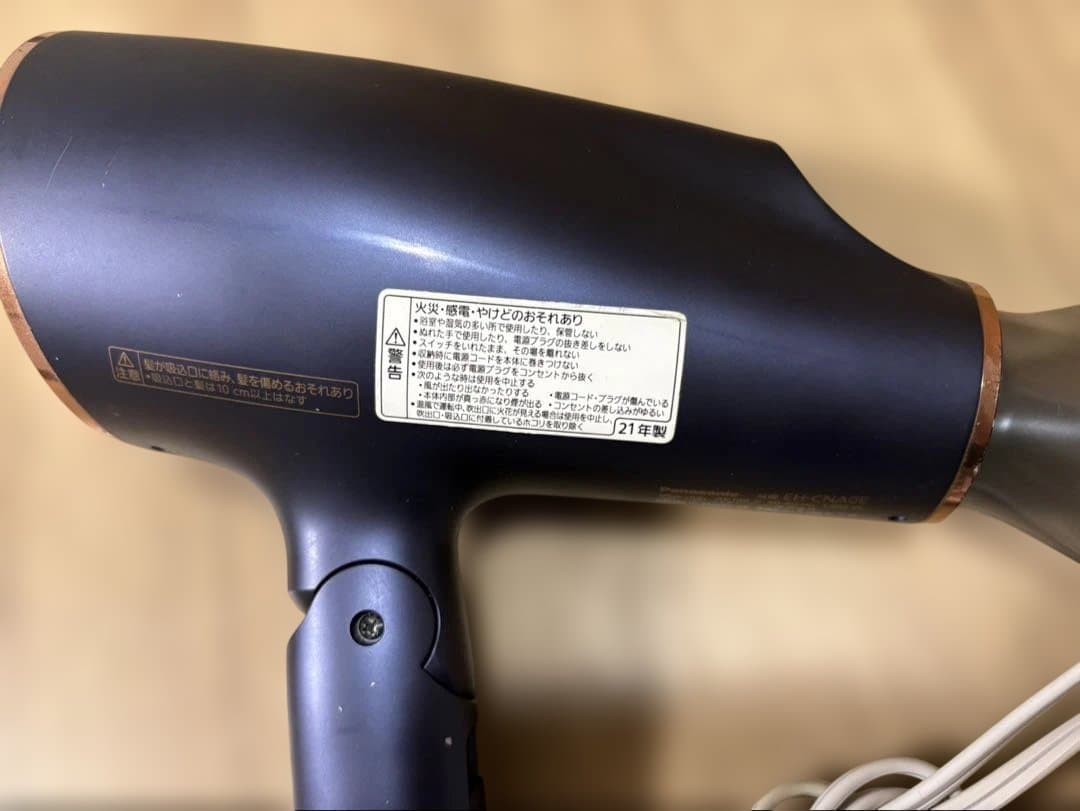 火災・感電・やけどのおそれあり
・浴室や湿気の多い所で使用したり、保管しない
・ぬれた手で使用したり、電源プラグの抜き差しをしない
・スイッチをいれたまま、その場を離れない
・収納時に電源コードを本体に巻きつけない
・使用後は必ず電源プラグをコンセントから抜く
・次のような時は使用を中止する
・風が出たり出なかったりする ・電源コード・プラグが傷んでいる
・本体内部が真っ赤になり煙が出る ・コンセントの差し込みがゆるい
・温風で運転中、吹出口に火花が見える場合は使用を中止し、
吹出口・吸込口に付着しているホコリを取り除く
警告
21年製
注意
髪が吸込口に絡み、髪を傷めるおそれあり
・吸込口と髪は10 cm以上はなす
Panasonic